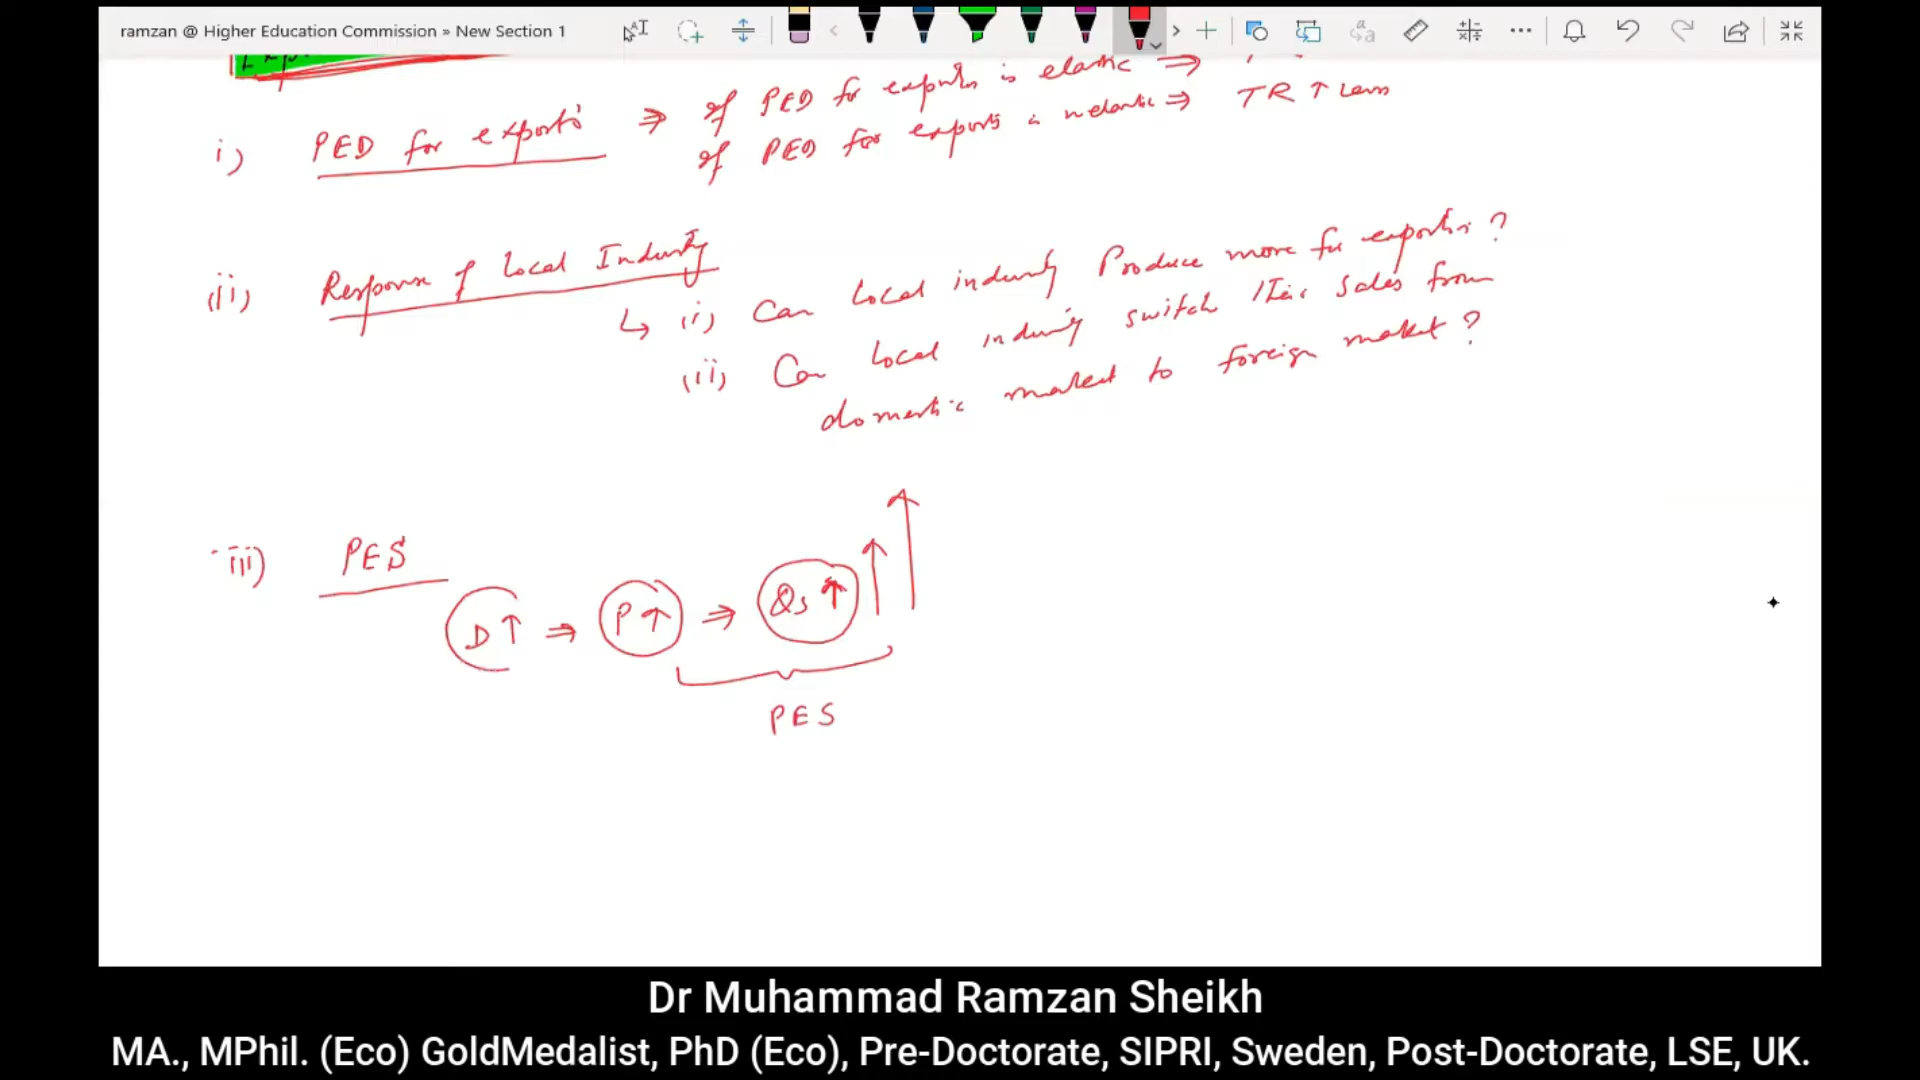 ramzan @ Higher Education Commission » New Section 1
i) PED for exports ⇒ If PED for exports is elastic ⇒
If PED for exports is inelastic ⇒ TR ↑ Less
(ii) Response of Local Industry
↳ (i) Can local industry Produce more for exports?
(ii) Can local industry switch their sales from
domestic market to foreign market?
iii) PES
D↑ ⇒ P↑ ⇒ Qs↑ ↑ ↑
PES
Dr Muhammad Ramzan Sheikh
MA., MPhil. (Eco) GoldMedalist, PhD (Eco), Pre-Doctorate, SIPRI, Sweden, Post-Doctorate, LSE, UK.